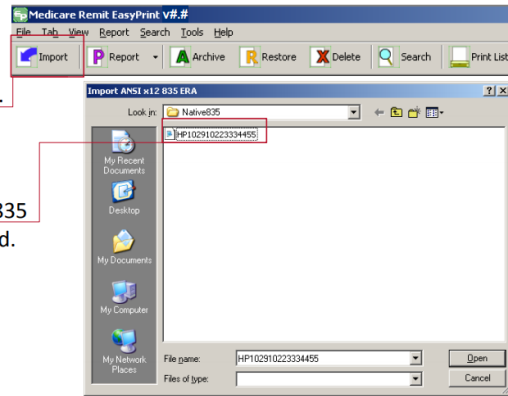 Medicare Remit EasyPrint v#.#
File Tab View Report Search Tools Help
Import Report Archive Restore Delete Search Print List
.
Import ANSI x12 835 ERA
Look in: Native835
HP102910223334455
My Recent
Documents
Desktop
835
d.
My Documents
My Computer
My Network
Places
File name: HP102910223334455 Open
Files of type: Cancel